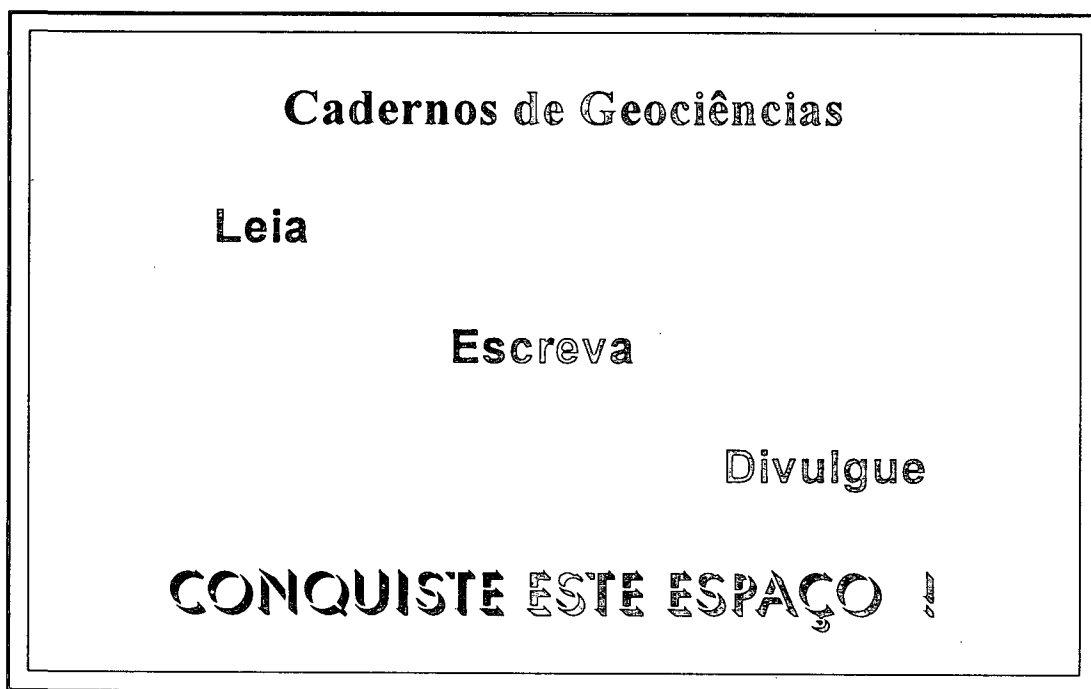 Cadernos de Geociências
Leia
Escreva
Divulgue
CONQUISTE ESTE ESPAÇO !